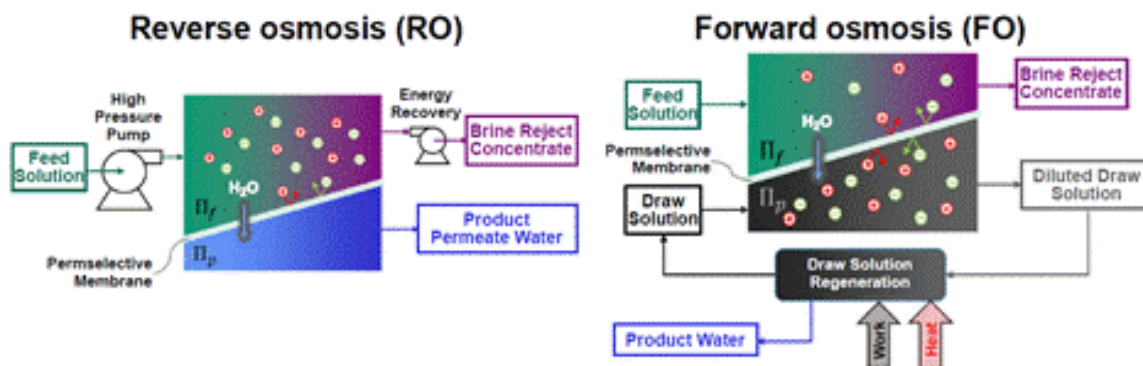 Reverse osmosis (RO)
High
Pressure
Pump
Feed
Solution
H₂O
Πf
Πp
Permselective
Membrane
Energy
Recovery
Brine Reject
Concentrate
Product
Permeate Water
Forward osmosis (FO)
Feed
Solution
H₂O
Πf
Πp
Permselective
Membrane
Draw
Solution
Brine Reject
Concentrate
Diluted Draw
Solution
Draw Solution
Regeneration
Product Water
Work
Heat